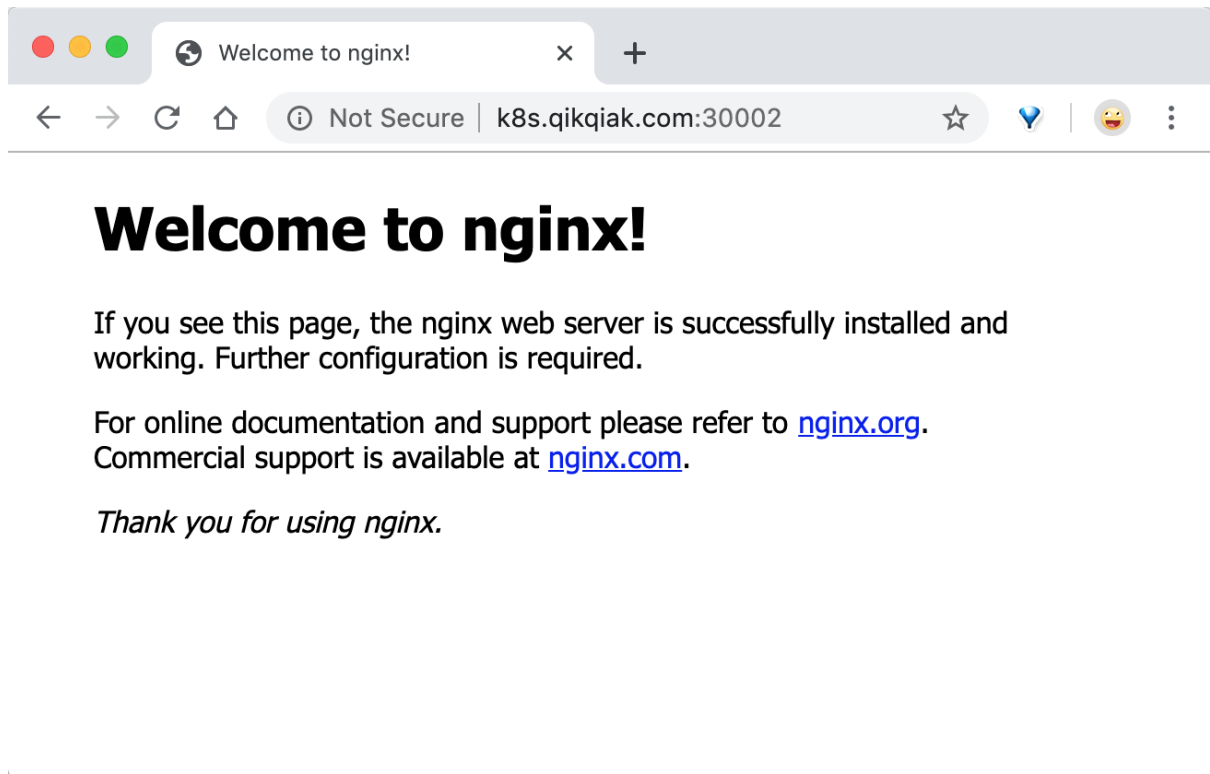 Welcome to nginx!
Not Secure | k8s.qikqiak.com:30002
Welcome to nginx!
If you see this page, the nginx web server is successfully installed and
working. Further configuration is required.
For online documentation and support please refer to nginx.org.
Commercial support is available at nginx.com.
Thank you for using nginx.